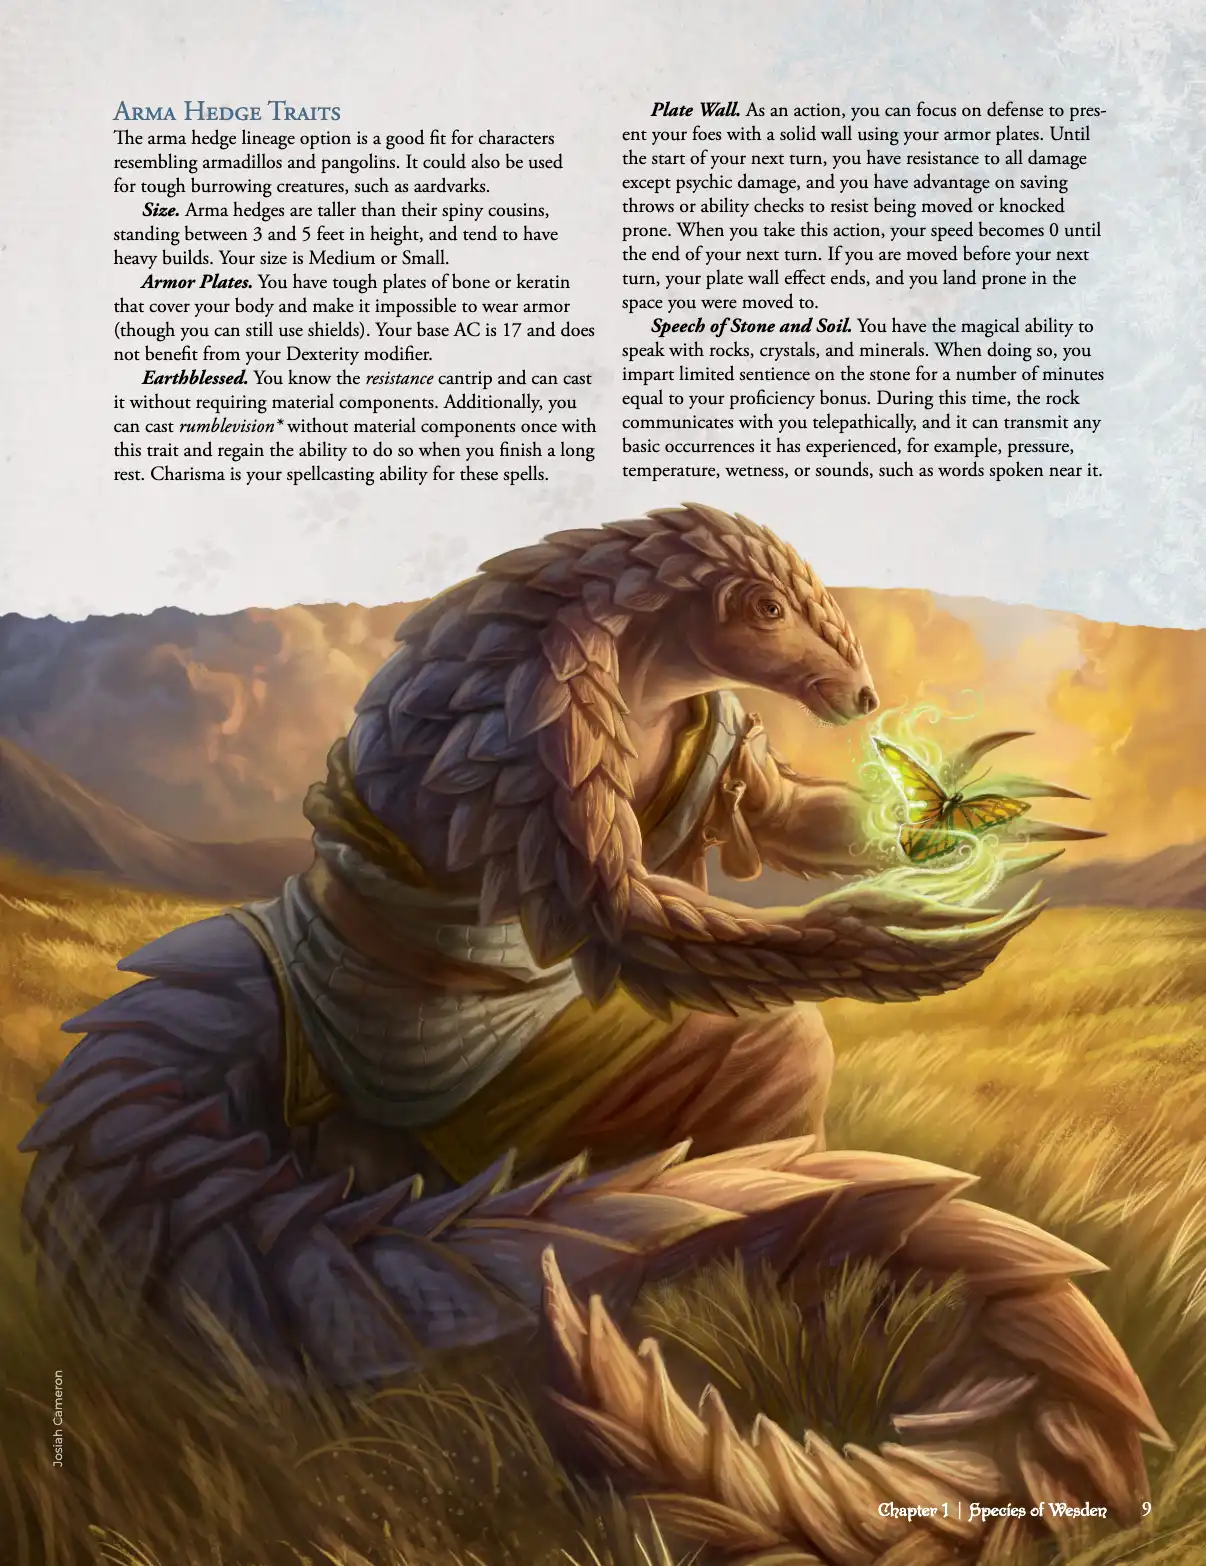 Arma Hedge Traits
The arma hedge lineage option is a good fit for characters
resembling armadillos and pangolins. It could also be used
for tough burrowing creatures, such as aardvarks.
Size. Arma hedges are taller than their spiny cousins,
standing between 3 and 5 feet in height, and tend to have
heavy builds. Your size is Medium or Small.
Armor Plates. You have tough plates of bone or keratin
that cover your body and make it impossible to wear armor
(though you can still use shields). Your base AC is 17 and does
not benefit from your Dexterity modifier.
Earthblessed. You know the resistance cantrip and can cast
it without requiring material components. Additionally, you
can cast rumblevision* without material components once with
this trait and regain the ability to do so when you finish a long
rest. Charisma is your spellcasting ability for these spells.
Plate Wall. As an action, you can focus on defense to pres-
ent your foes with a solid wall using your armor plates. Until
the start of your next turn, you have resistance to all damage
except psychic damage, and you have advantage on saving
throws or ability checks to resist being moved or knocked
prone. When you take this action, your speed becomes 0 until
the end of your next turn. If you are moved before your next
turn, your plate wall effect ends, and you land prone in the
space you were moved to.
Speech of Stone and Soil. You have the magical ability to
speak with rocks, crystals, and minerals. When doing so, you
impart limited sentience on the stone for a number of minutes
equal to your proficiency bonus. During this time, the rock
communicates with you telepathically, and it can transmit any
basic occurrences it has experienced, for example, pressure,
temperature, wetness, or sounds, such as words spoken near it.
Josiah Cameron
Chapter 1 | Species of Wesden 9